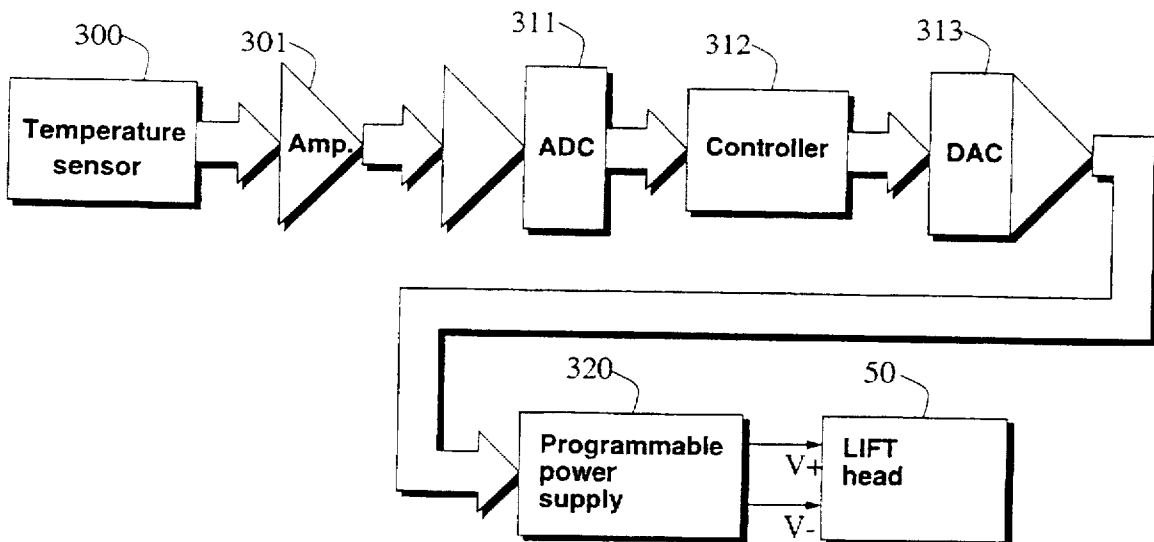 300
301
311
312
313
Temperature
sensor
Amp.
ADC
Controller
DAC
320
50
Programmable
power
supply
V+
V-
LIFT
head